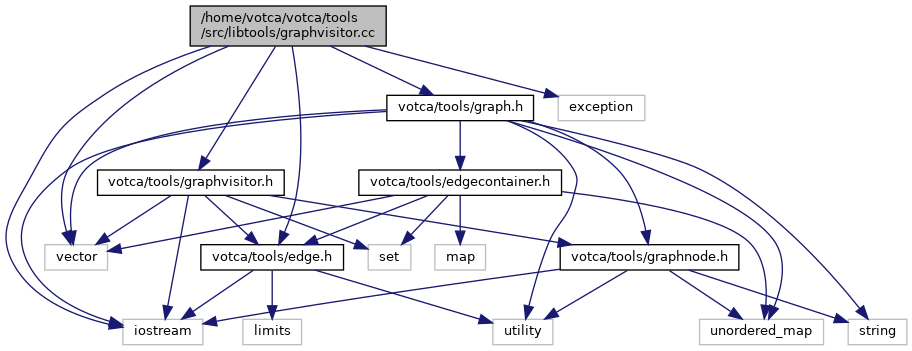 /home/votca/votca/tools
/src/libtools/graphvisitor.cc
votca/tools/graph.h
exception
votca/tools/graphvisitor.h
votca/tools/edgecontainer.h
vector
votca/tools/edge.h
set
map
votca/tools/graphnode.h
iostream
limits
utility
unordered_map
string